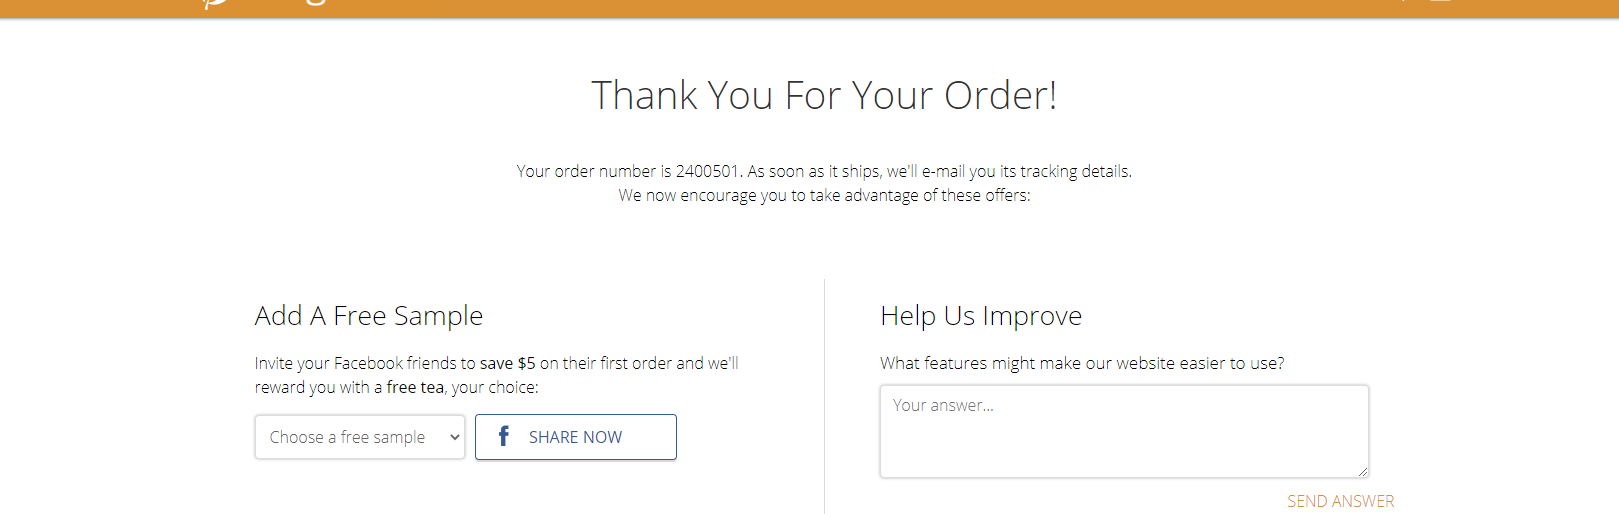 Thank You For Your Order!
Your order number is 2400501. As soon as it ships, we'll e-mail you its tracking details.
We now encourage you to take advantage of these offers:
Add A Free Sample
Invite your Facebook friends to save $5 on their first order and we'll
reward you with a free tea, your choice:
Choose a free sample
f SHARE NOW
Help Us Improve
What features might make our website easier to use?
Your answer...
SEND ANSWER